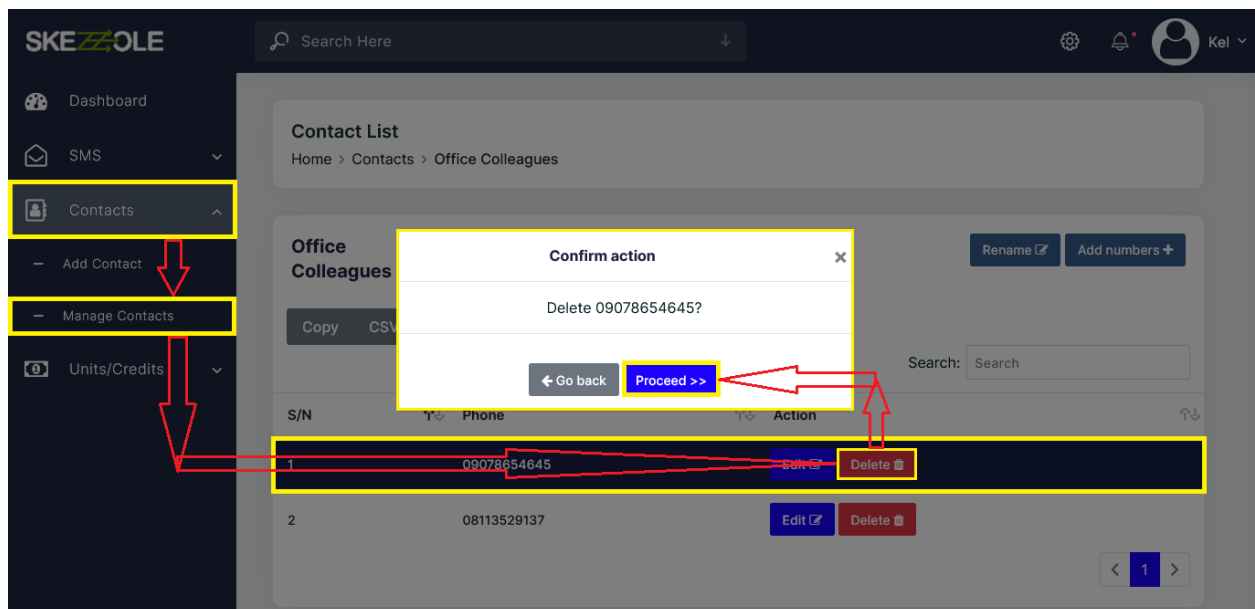 SKEZZOLE
Search Here
Kel
Dashboard
SMS
Contacts
Add Contact
Manage Contacts
Units/Credits
Contact List
Home > Contacts > Office Colleagues
Office
Colleagues
Rename
Add numbers +
Copy CSV
Confirm action ×
Delete 09078654645?
Go back Proceed >>
Search: Search
S/N Phone Action
1 09078654645 Edit Delete
2 08113529137 Edit Delete
< 1 >